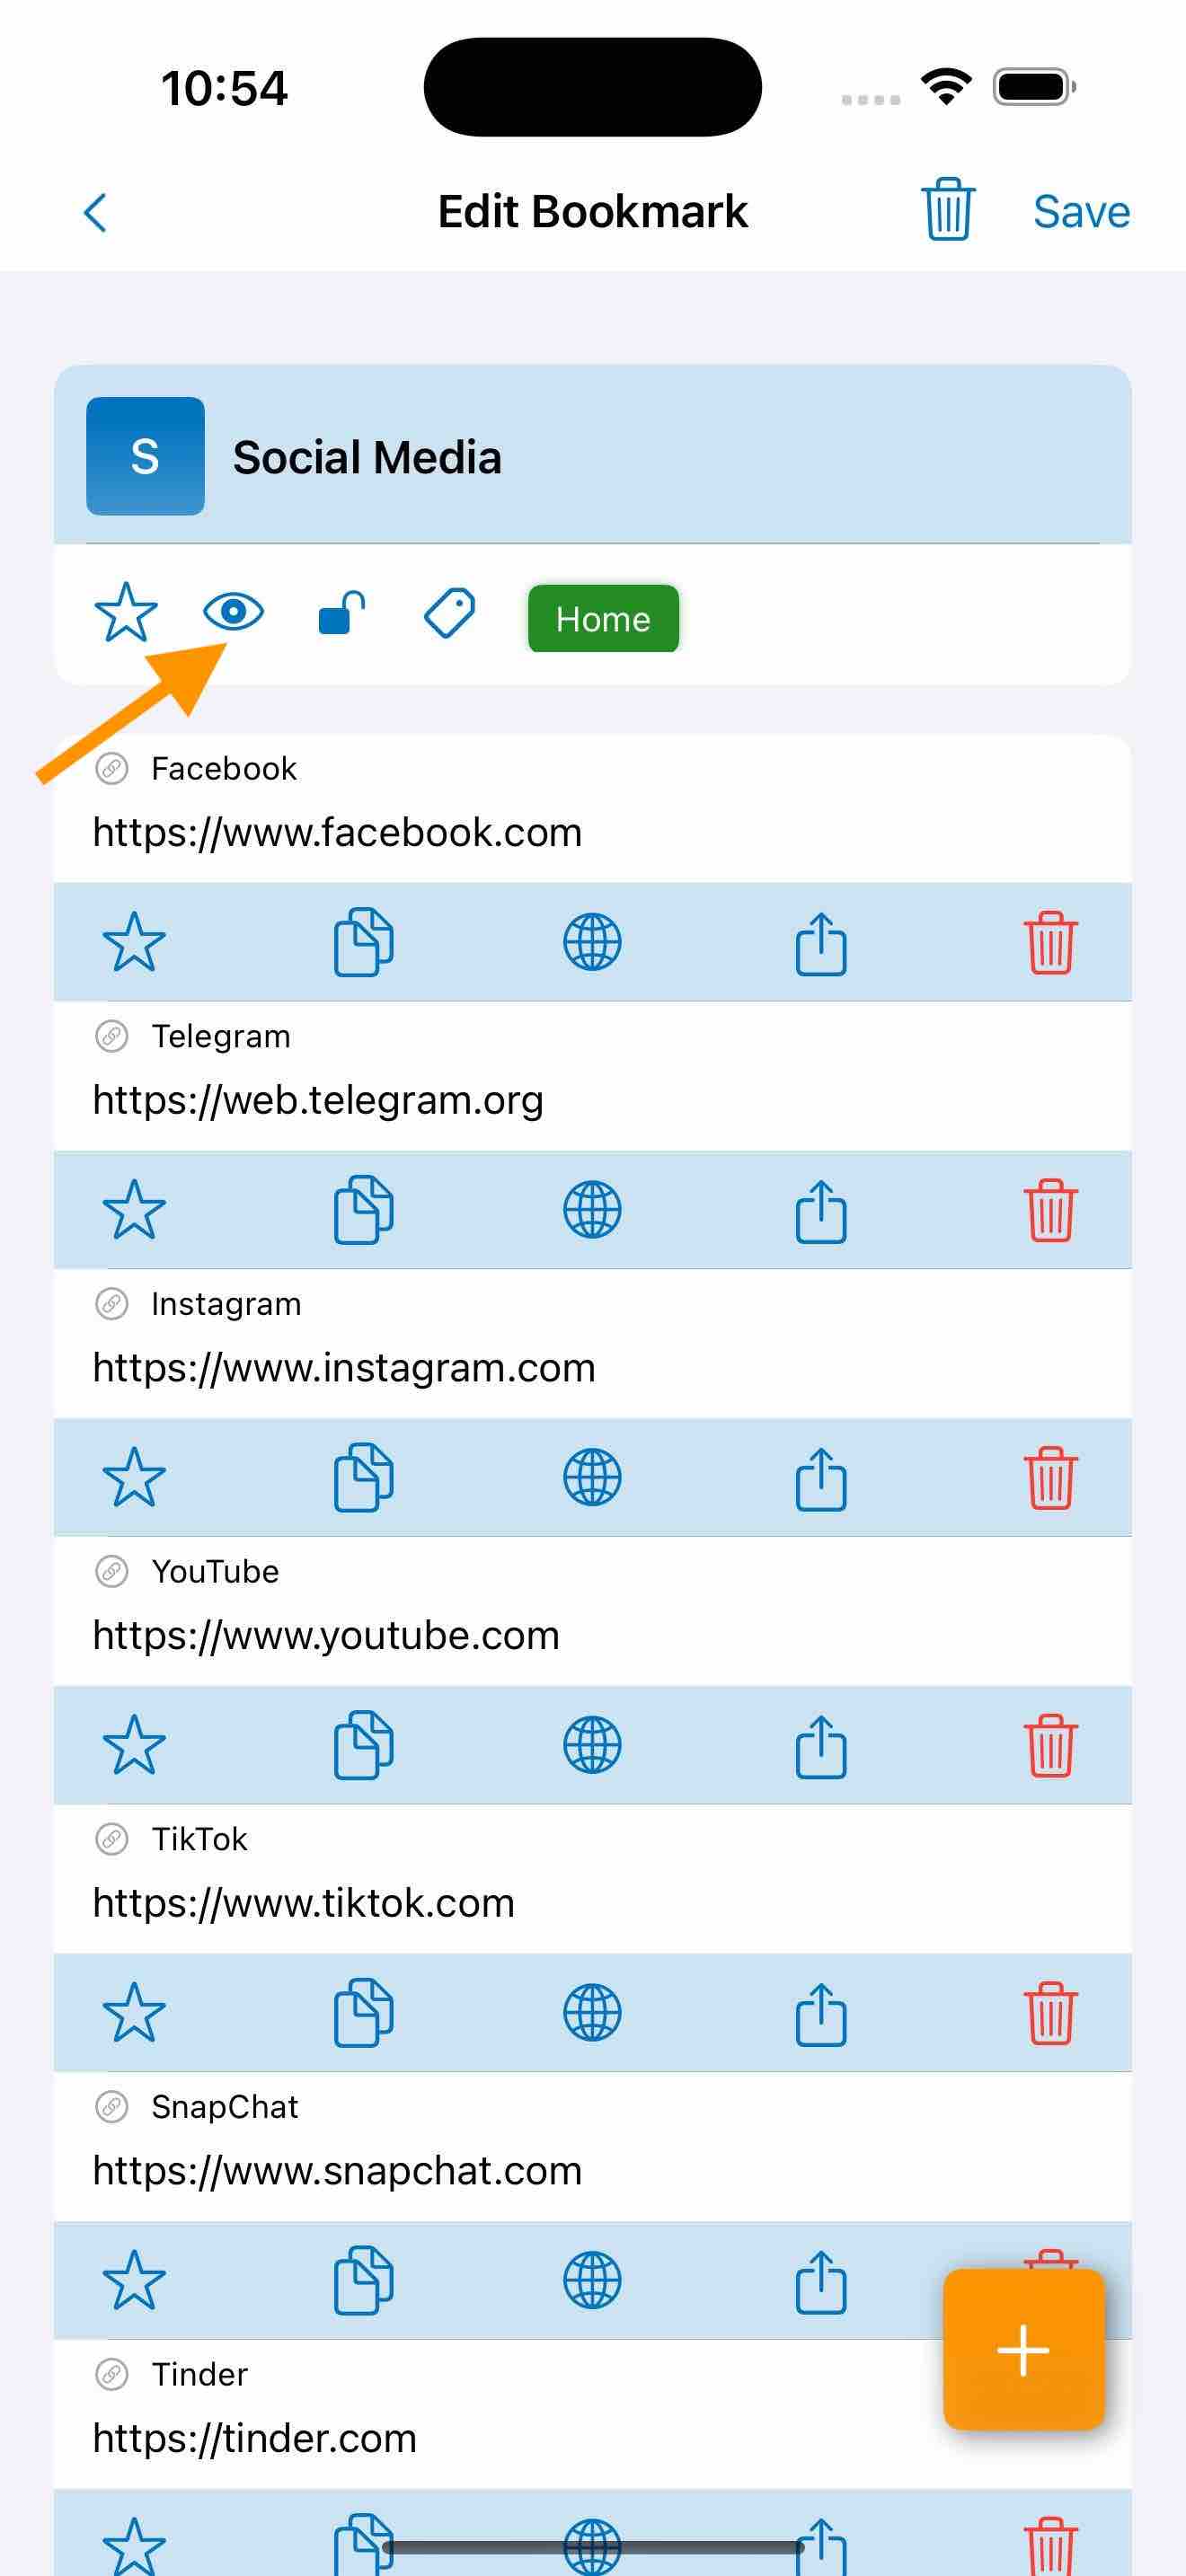 10:54
Edit Bookmark
Save
S
Social Media
Home
Facebook
https://www.facebook.com
Telegram
https://web.telegram.org
Instagram
https://www.instagram.com
YouTube
https://www.youtube.com
TikTok
https://www.tiktok.com
SnapChat
https://www.snapchat.com
Tinder
https://tinder.com